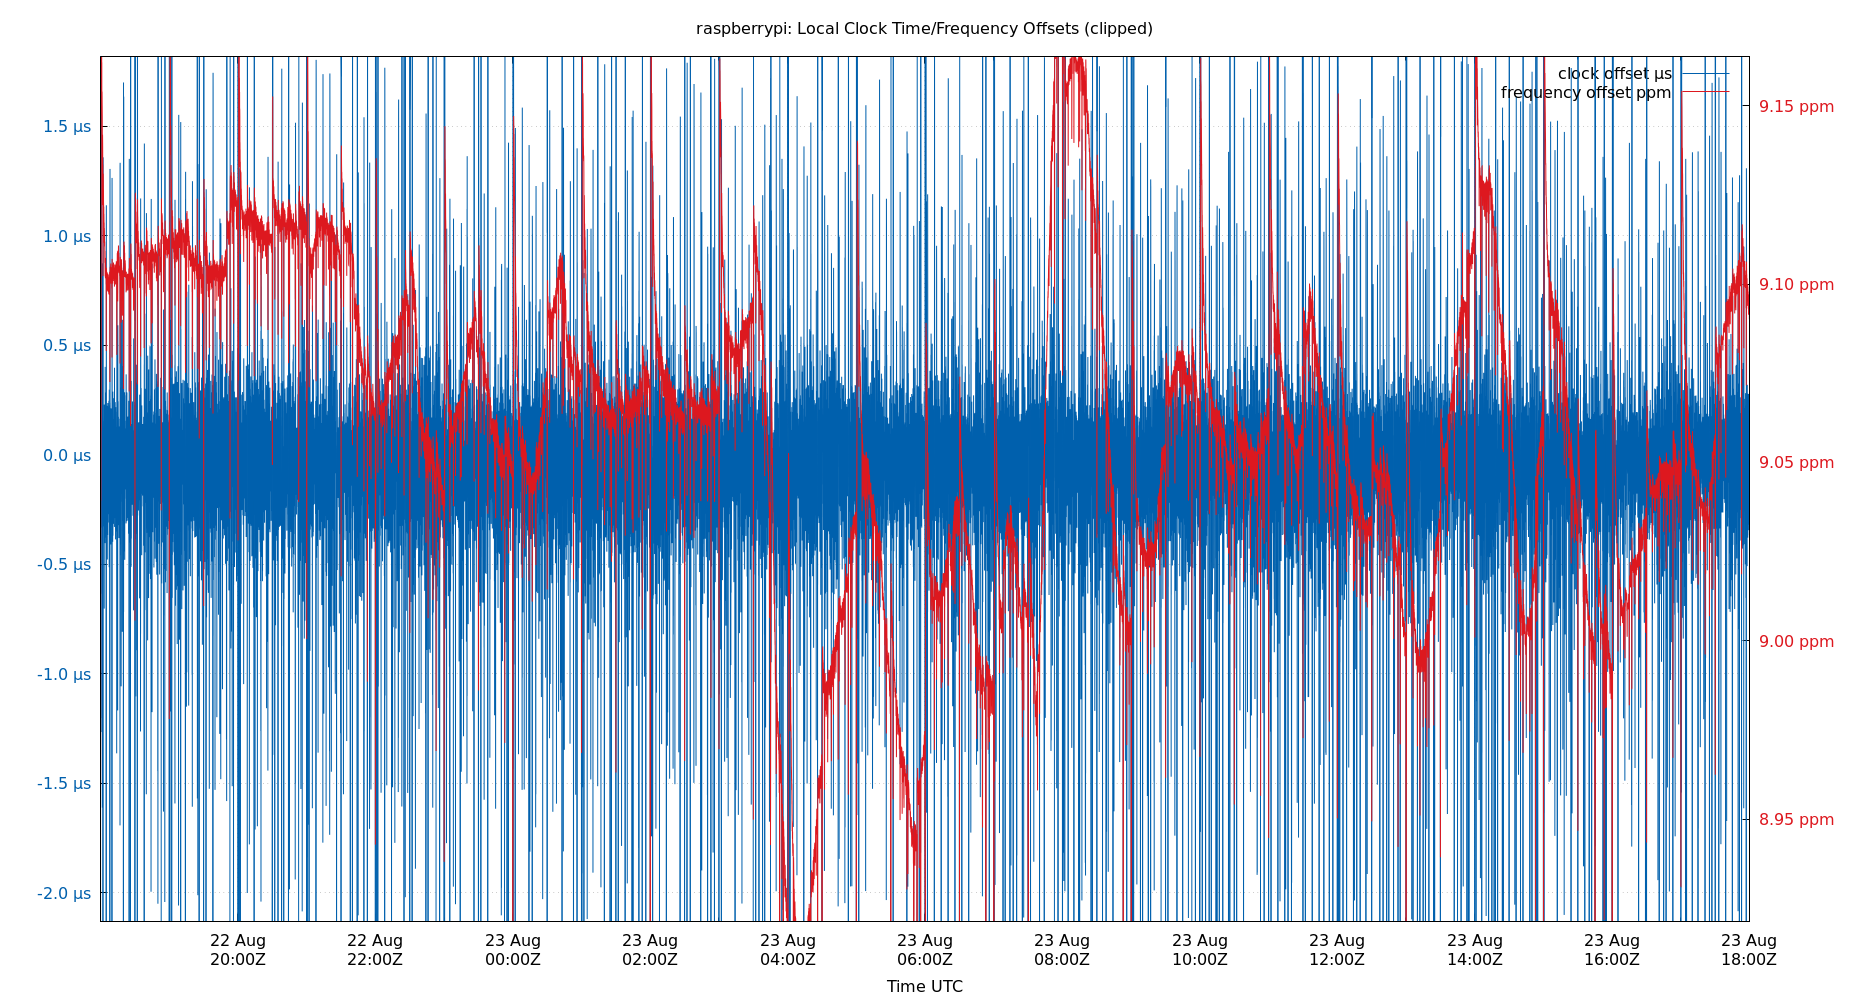 raspberrypi: Local Clock Time/Frequency Offsets (clipped)
clock offset µs
frequency offset ppm
1.5 µs
1.0 µs
0.5 µs
0.0 µs
-0.5 µs
-1.0 µs
-1.5 µs
-2.0 µs
9.15 ppm
9.10 ppm
9.05 ppm
9.00 ppm
8.95 ppm
22 Aug
20:00Z
22 Aug
22:00Z
23 Aug
00:00Z
23 Aug
02:00Z
23 Aug
04:00Z
23 Aug
06:00Z
23 Aug
08:00Z
23 Aug
10:00Z
23 Aug
12:00Z
23 Aug
14:00Z
23 Aug
16:00Z
23 Aug
18:00Z
Time UTC